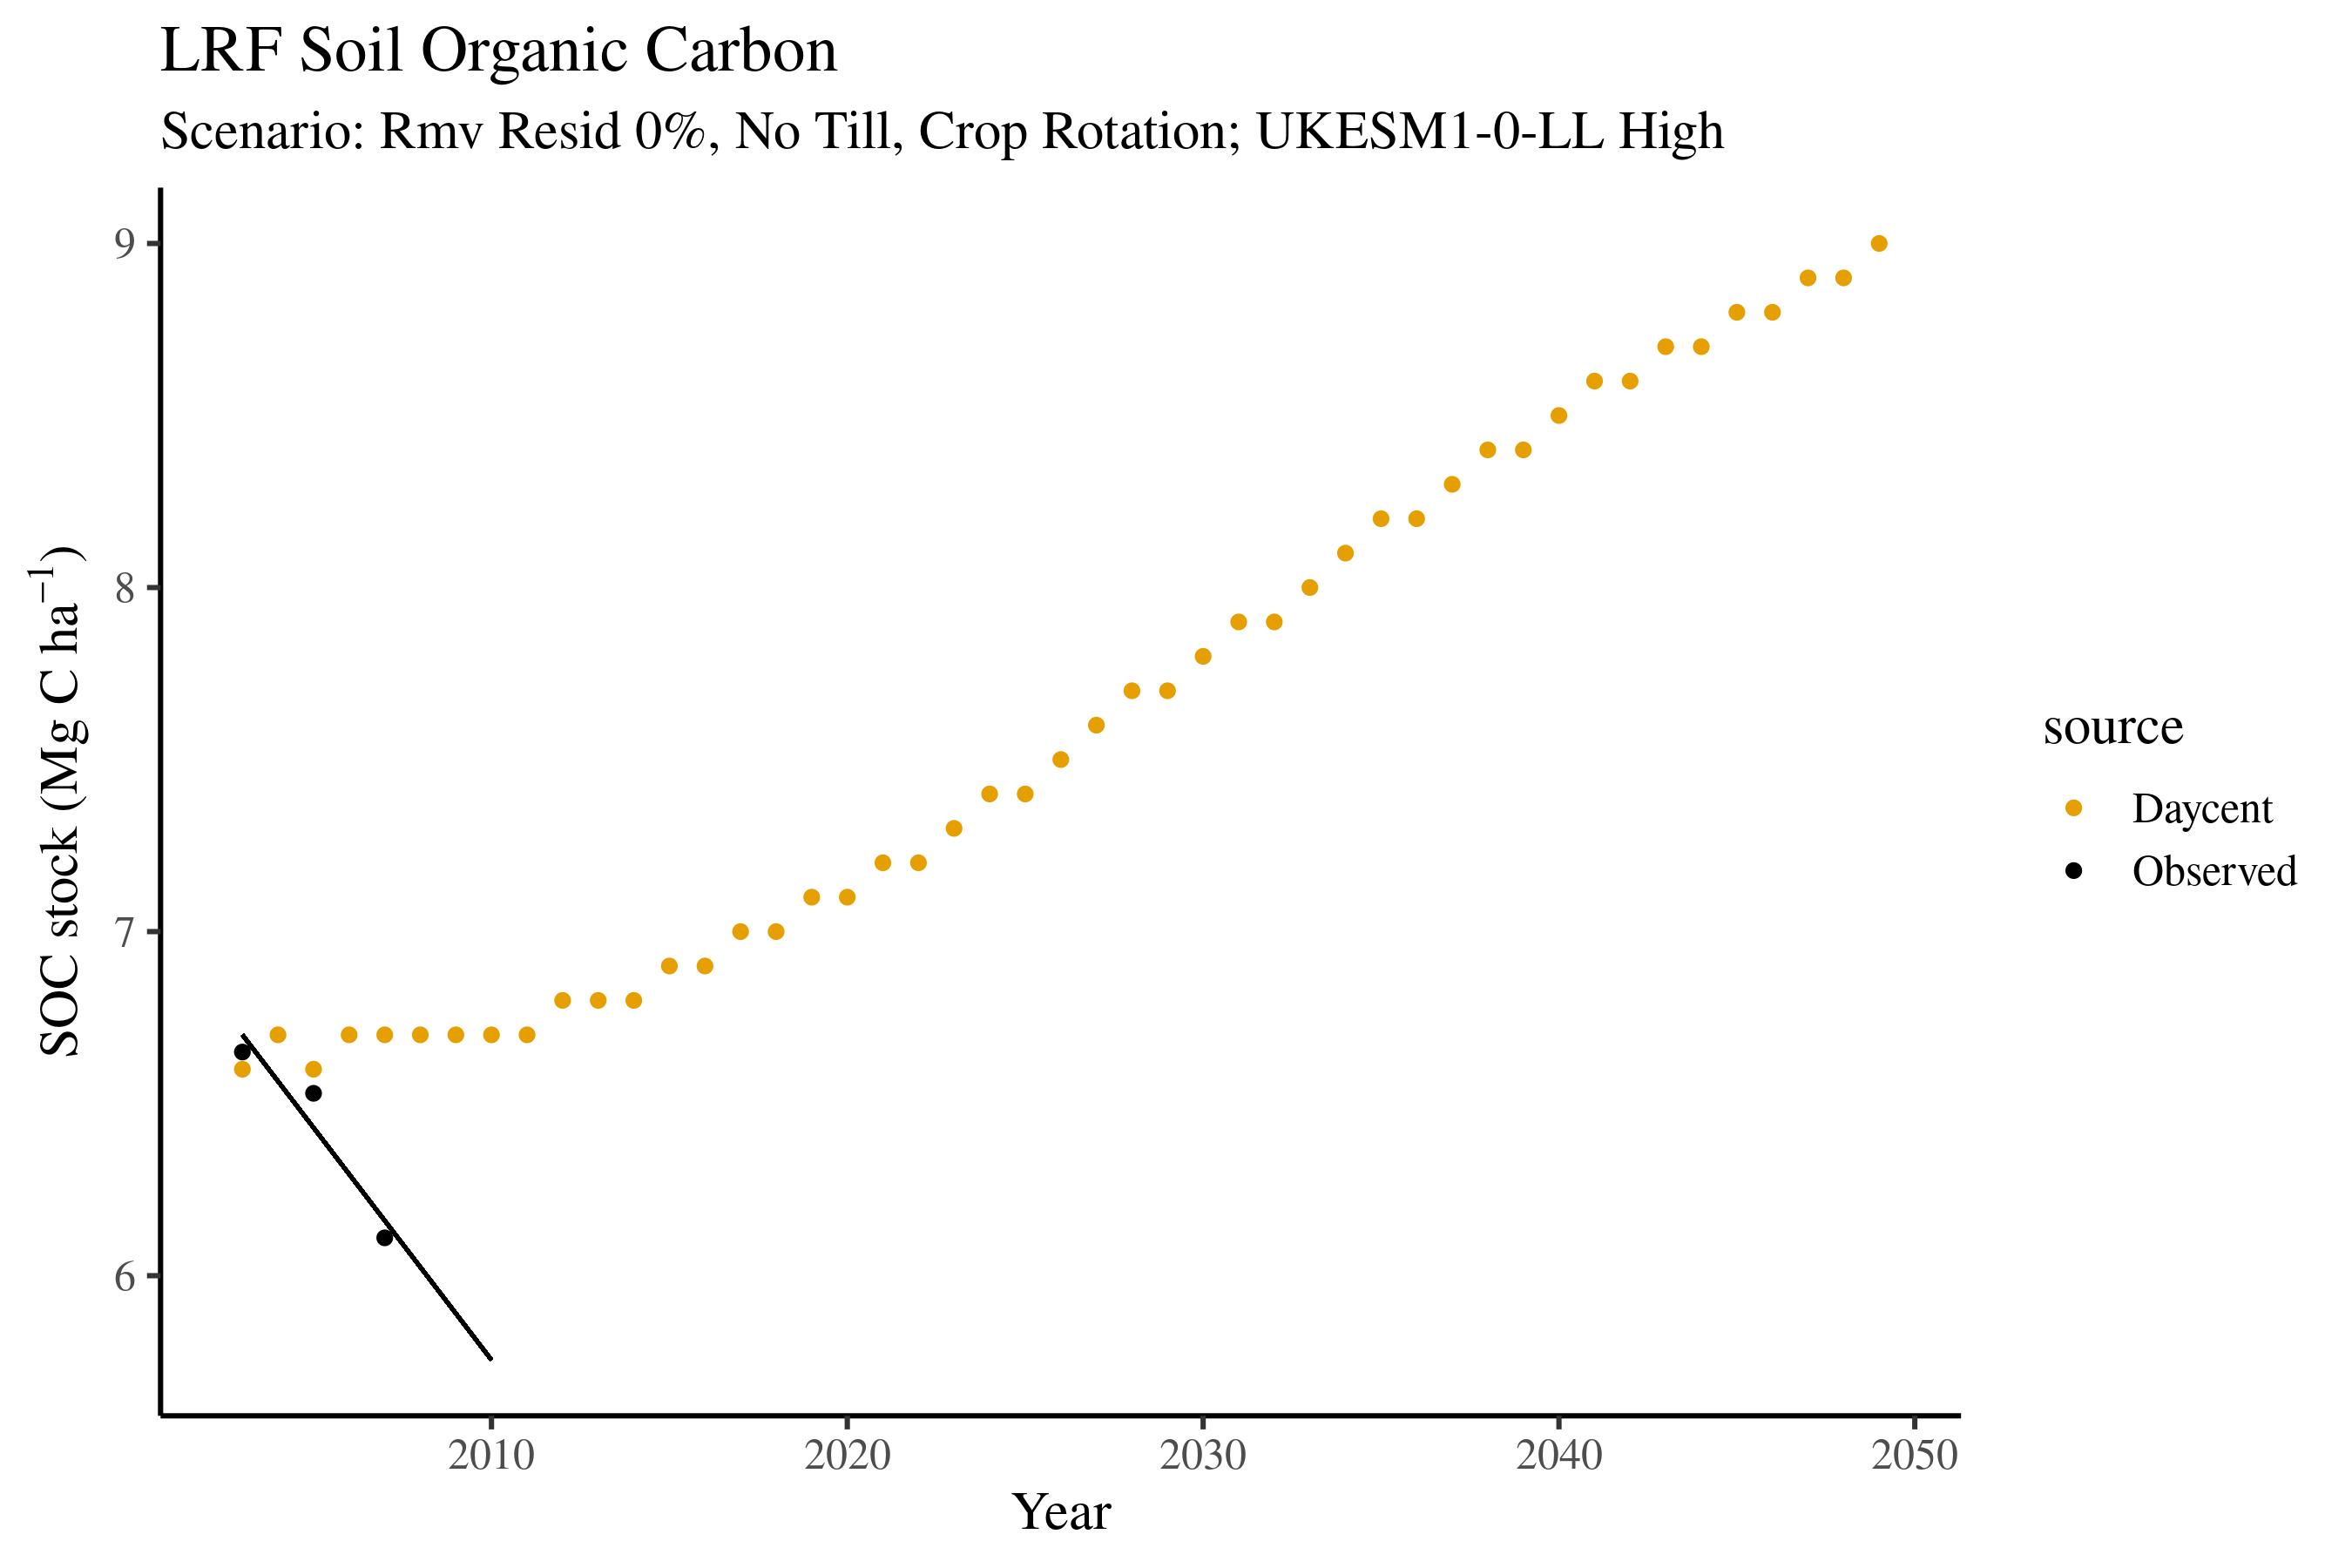 LRF Soil Organic Carbon
Scenario: Rmv Resid 0%, No Till, Crop Rotation; UKESM1-0-LL High
SOC stock (Mg C ha⁻¹)
9
8
7
6
2010 2020 2030 2040 2050
Year
source
Daycent
Observed